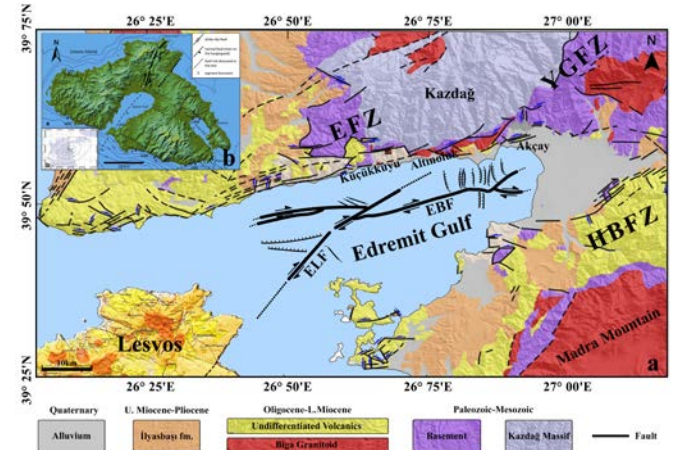 26° 25'E 26° 50'E 26° 75'E 27° 00'E
39° 75'N
39° 50'N
39° 25'N
N
N
b
YGFZ
Kazdağ
EFZ
Akçay
Altınoluk
Küçükkuyu
EBF
Edremit Gulf
HBFZ
ELF
Lesvos
10km
Madra Mountain
a
26° 25'E 26° 50'E 26° 75'E 27° 00'E
Quaternary U. Miocene-Pliocene Oligocene-L.Miocene Paleozoic-Mesozoic
Alluvium İlyasbaşı fm. Undifferentiated Volcanics Basement Kazdağ Massif Fault
Biga Granitoid